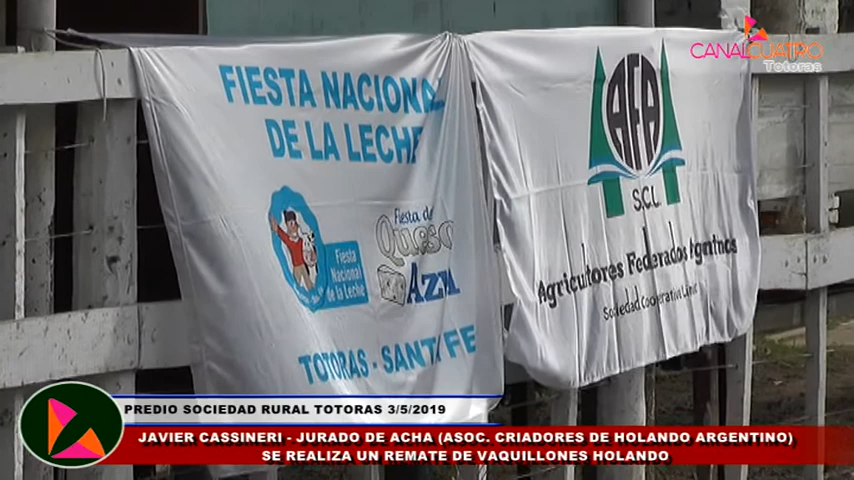 CANALCUATRO
Totoras
FIESTA NACIONAL
DE LA LECHE
Fiesta
Nacional
de la Leche
Fiesta del
Queso
Azul
TOTORAS - SANTA FE
AFA
S.C.L.
Agricultores Federados Argentinos
Sociedad Cooperativa
PREDIO SOCIEDAD RURAL TOTORAS 3/5/2019
JAVIER CASSINERI - JURADO DE ACHA (ASOC. CRIADORES DE HOLANDO ARGENTINO)
SE REALIZA UN REMATE DE VAQUILLONES HOLANDO